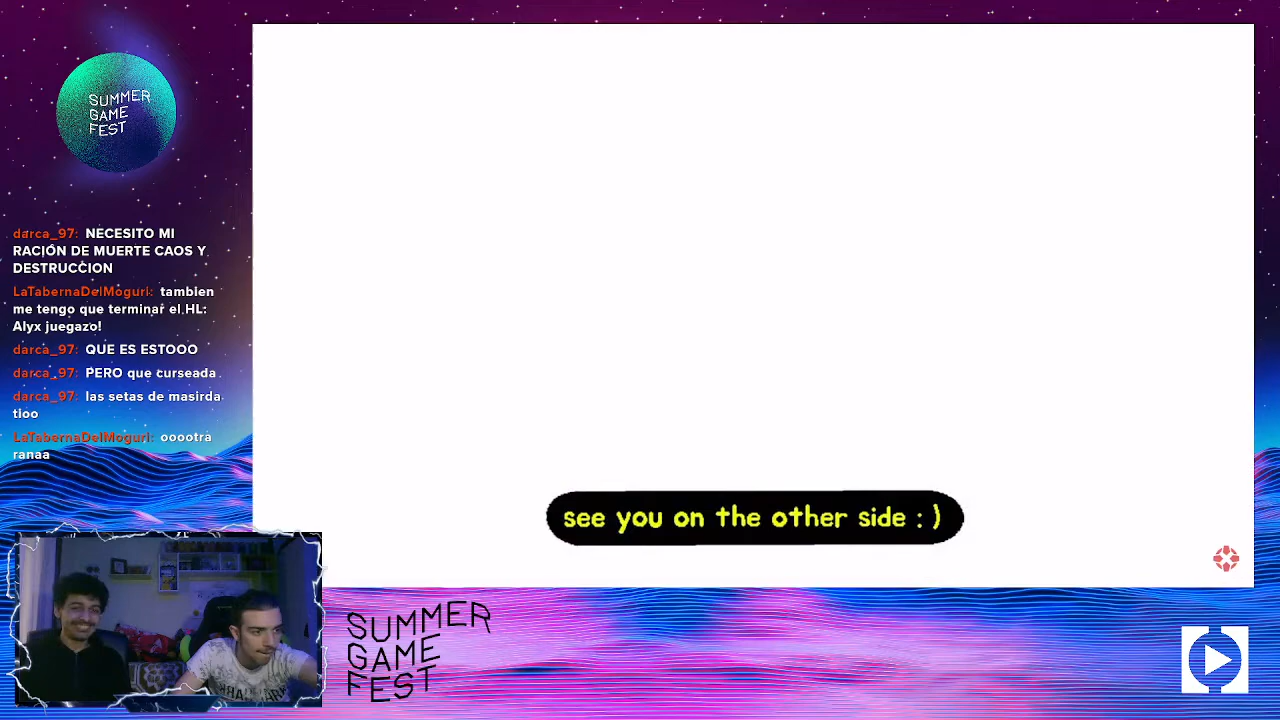 SUMMER
GAME
FEST
darca_97: NECESITO MI
RACIÓN DE MUERTE CAOS Y
DESTRUCCION
LaTabernaDelMoguri: tambien
me tengo que terminar el HL:
Alyx juegazo!
darca_97: QUE ES ESTOOO
darca_97: PERO que curseada
darca_97: las setas de masirda
tioo
LaTabernaDelMoguri: ooootra
ranaa
see you on the other side : )
SUMMER
GAME
FEST